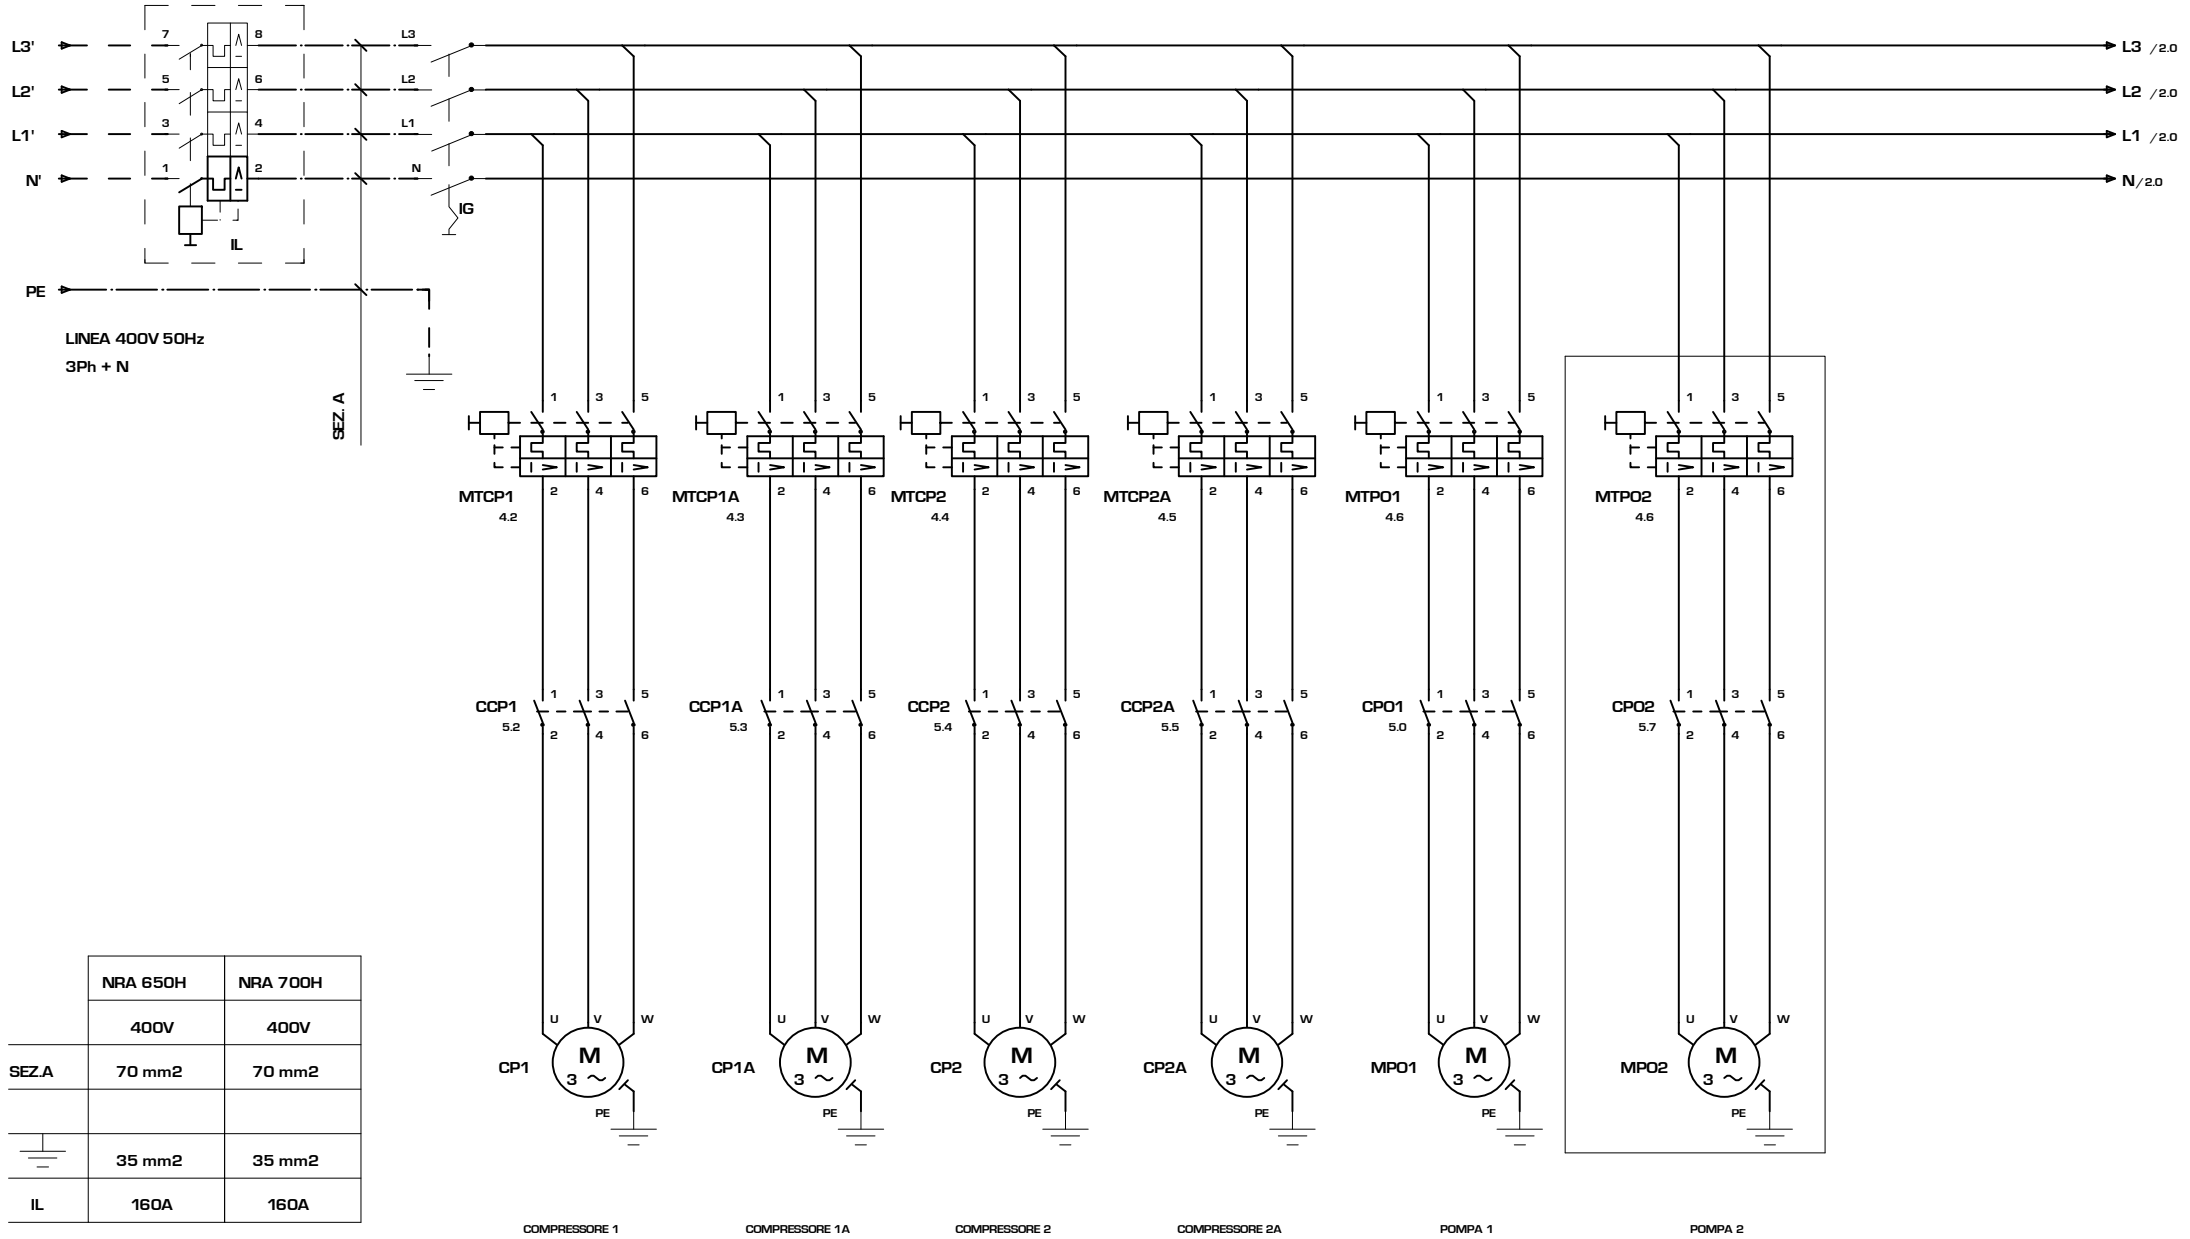 L3' 7 8 L3 L3 /2.0
L2' 5 6 L2 L2 /2.0
L1' 3 4 L1 L1 /2.0
N' 1 2 N N /2.0
IG
IL
PE
LINEA 400V 50Hz
3Ph + N
SEZ. A
1 3 5 1 3 5 1 3 5 1 3 5 1 3 5 1 3 5
MTCP1 2 4 6 MTCP1A 2 4 6 MTCP2 2 4 6 MTCP2A 2 4 6 MTPO1 2 4 6 MTPO2 2 4 6
4.2 4.3 4.4 4.5 4.6 4.6
1 3 5 1 3 5 1 3 5 1 3 5 1 3 5 1 3 5
CCP1 CCP1A CCP2 CCP2A CPO1 CPO2
5.2 5.3 5.4 5.5 5.0 5.7
2 4 6 2 4 6 2 4 6 2 4 6 2 4 6 2 4 6
U V W U V W U V W U V W U V W U V W
CP1 M CP1A M CP2 M CP2A M MPO1 M MPO2 M
3 ~ 3 ~ 3 ~ 3 ~ 3 ~ 3 ~
PE PE PE PE PE PE
NRA 650H NRA 700H
400V 400V
SEZ.A 70 mm2 70 mm2
35 mm2 35 mm2
IL 160A 160A
COMPRESSORE 1 COMPRESSORE 1A COMPRESSORE 2 COMPRESSORE 2A POMPA 1 POMPA 2